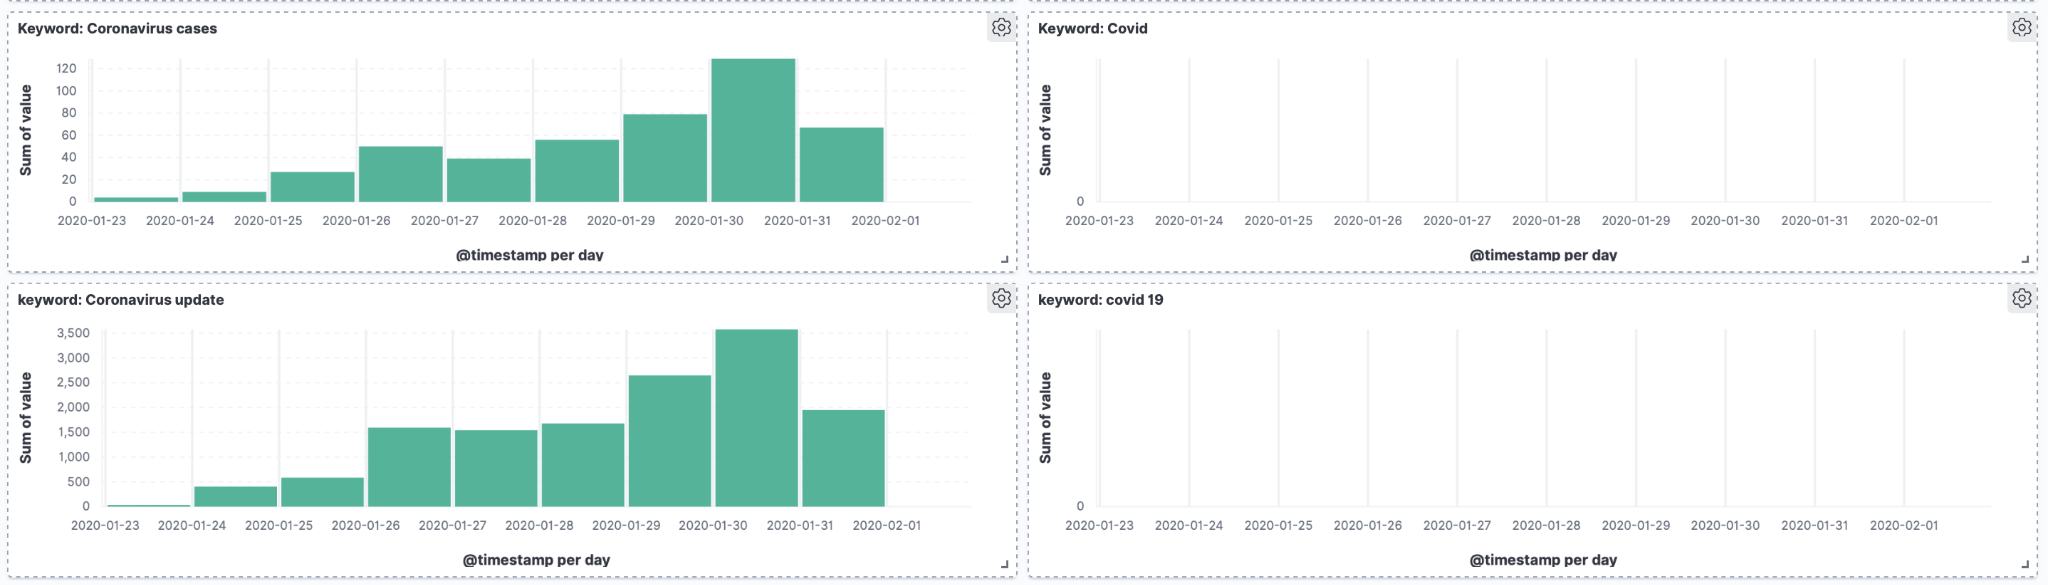 Keyword: Coronavirus cases
Sum of value
120
100
80
60
40
20
0
2020-01-23 2020-01-24 2020-01-25 2020-01-26 2020-01-27 2020-01-28 2020-01-29 2020-01-30 2020-01-31 2020-02-01
@timestamp per day
Keyword: Covid
Sum of value
0
2020-01-23 2020-01-24 2020-01-25 2020-01-26 2020-01-27 2020-01-28 2020-01-29 2020-01-30 2020-01-31 2020-02-01
@timestamp per day
keyword: Coronavirus update
Sum of value
3,500
3,000
2,500
2,000
1,500
1,000
500
0
2020-01-23 2020-01-24 2020-01-25 2020-01-26 2020-01-27 2020-01-28 2020-01-29 2020-01-30 2020-01-31 2020-02-01
@timestamp per day
keyword: covid 19
Sum of value
0
2020-01-23 2020-01-24 2020-01-25 2020-01-26 2020-01-27 2020-01-28 2020-01-29 2020-01-30 2020-01-31 2020-02-01
@timestamp per day